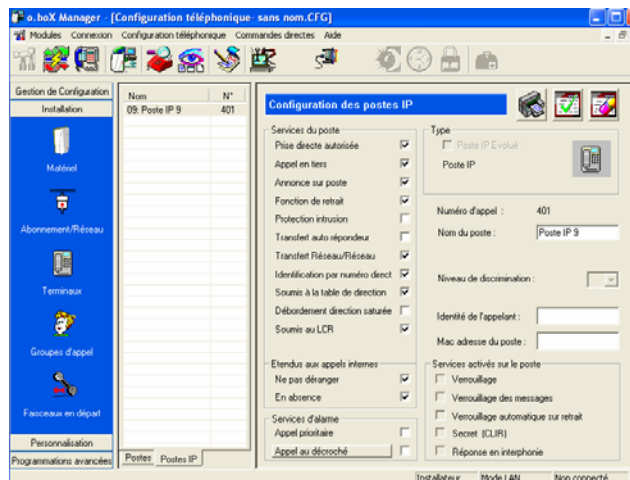 o.boX Manager - [Configuration téléphonique- sans nom.CFG]
Modules Connexion Configuration téléphonique Commandes directes Aide
Gestion de Configuration
Installation
Matériel
Abonnement/Réseau
Terminaux
Groupes d'appel
Faisceaux en départ
Personnalisation
Programmations avancées
Nom N°
09: Poste IP 9 401
Postes Postes IP
Configuration des postes IP
Services du poste
Prise directe autorisée
Appel en tiers
Annonce sur poste
Fonction de retrait
Protection intrusion
Transfert auto répondeur
Transfert Réseau/Réseau
Identification par numéro direct
Soumis à la table de direction
Débordement direction saturée
Soumis au LCR
Etendus aux appels internes
Ne pas déranger
En absence
Services d'alarme
Appel prioritaire
Appel au décroché
Type
Poste IP Evolué
Poste IP
Numéro d'appel : 401
Nom du poste : Poste IP 9
Niveau de discrimination :
Identité de l'appelant :
Mac adresse du poste :
Services activés sur le poste
Verrouillage
Verrouillage des messages
Verrouillage automatique sur retrait
Secret (CLIR)
Réponse en interphonie
Installateur Mode LAN Non connecté